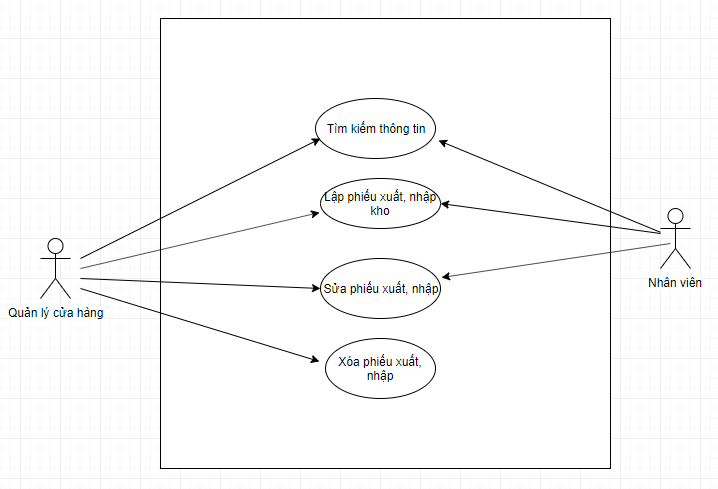 Tìm kiếm thông tin
Lập phiếu xuất, nhập
kho
Sửa phiếu xuất, nhập
Xóa phiếu xuất,
nhập
Quản lý cửa hàng
Nhân viên